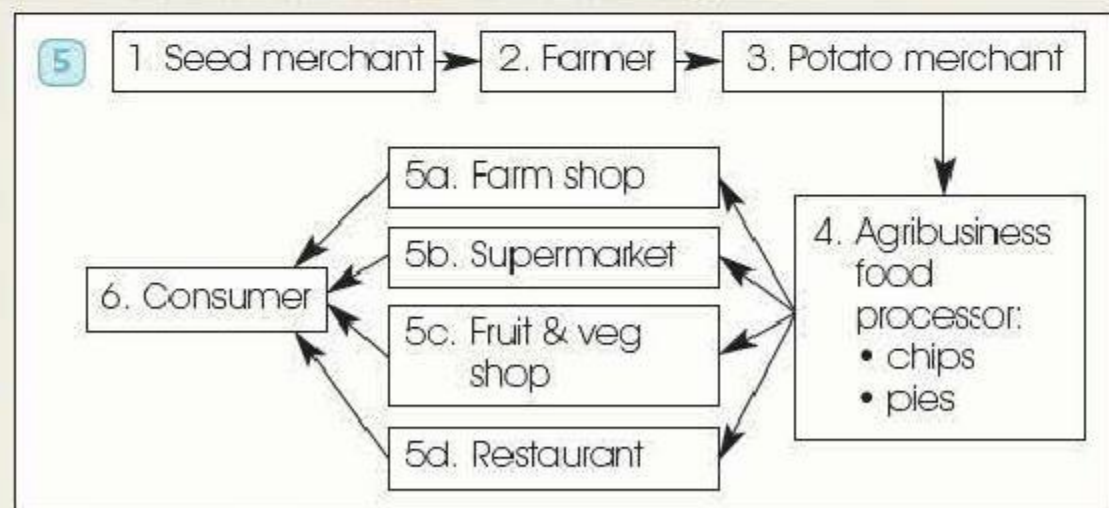 5
1. Seed merchant
2. Farmer
3. Potato merchant
4. Agribusiness
food
processor:
• chips
• pies
5a. Farm shop
5b. Supermarket
5c. Fruit & veg
shop
5d. Restaurant
6. Consumer